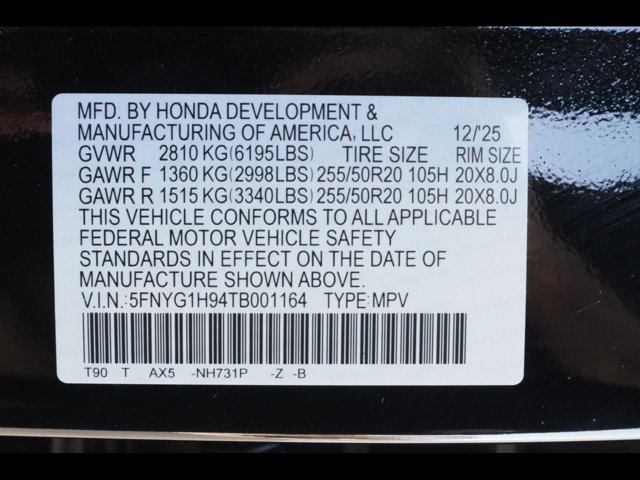 MFD. BY HONDA DEVELOPMENT &
MANUFACTURING OF AMERICA, LLC 12/'25
GVWR 2810 KG(6195LBS) TIRE SIZE RIM SIZE
GAWR F 1360 KG(2998LBS) 255/50R20 105H 20X8.0J
GAWR R 1515 KG(3340LBS) 255/50R20 105H 20X8.0J
THIS VEHICLE CONFORMS TO ALL APPLICABLE
FEDERAL MOTOR VEHICLE SAFETY
STANDARDS IN EFFECT ON THE DATE OF
MANUFACTURE SHOWN ABOVE.
V.I.N.:5FNYG1H94TB001164 TYPE:MPV
T90 T AX5 -NH731P -Z -B